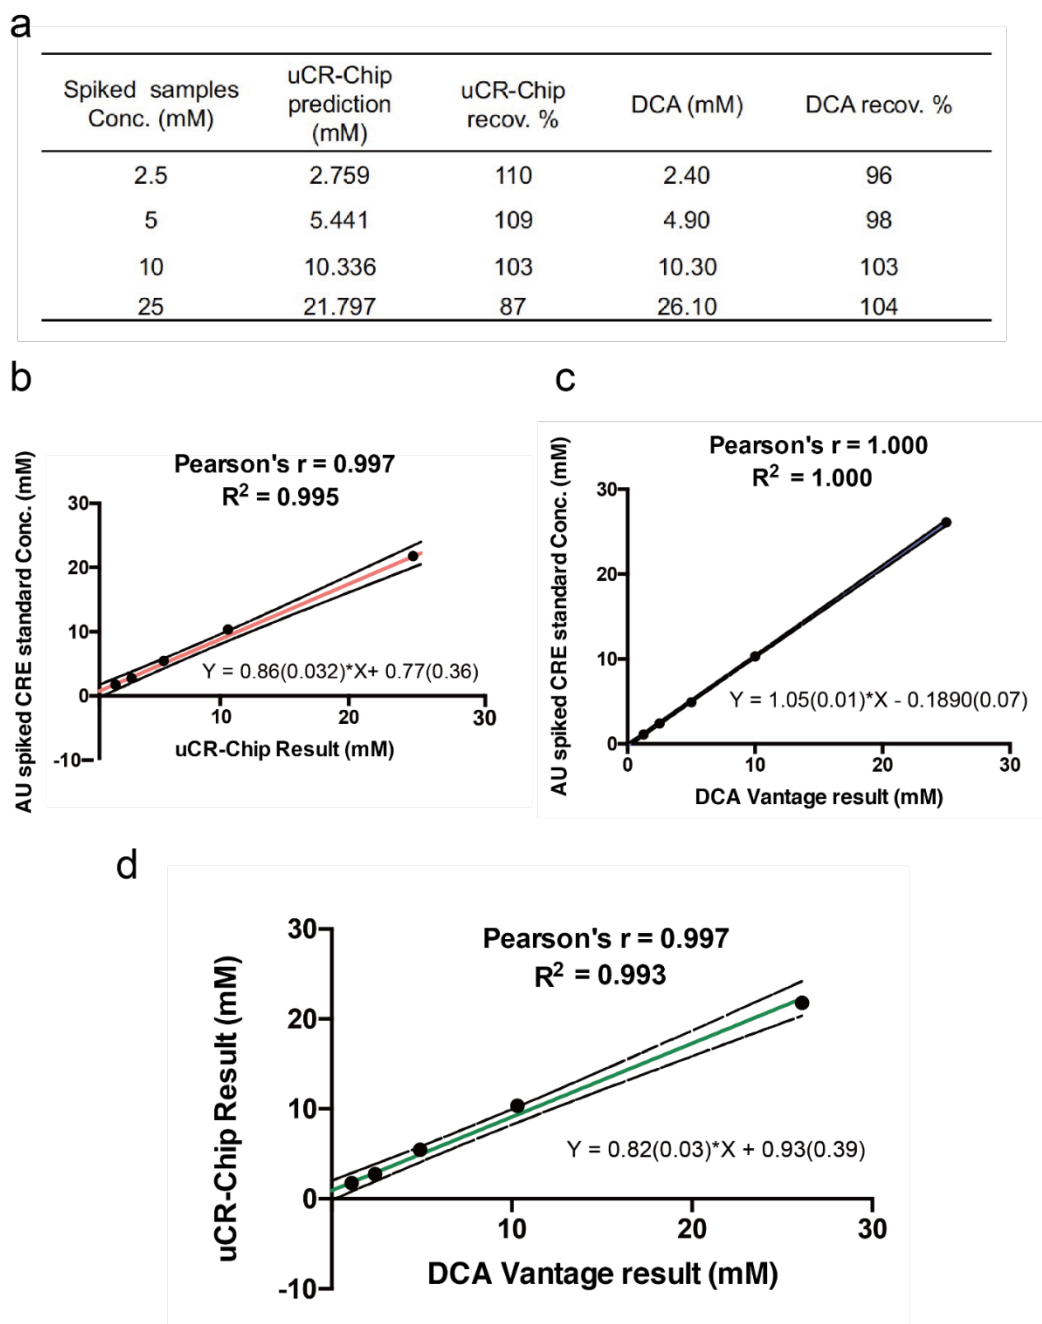 a
Spiked samples Conc. (mM) uCR-Chip prediction (mM) uCR-Chip recov. % DCA (mM) DCA recov. %
2.5 2.759 110 2.40 96
5 5.441 109 4.90 98
10 10.336 103 10.30 103
25 21.797 87 26.10 104
b
Pearson's r = 0.997
R² = 0.995
AU spiked CRE standard Conc. (mM)
30
20
10
0
-10
Y = 0.86(0.032)*X+ 0.77(0.36)
10 20 30
uCR-Chip Result (mM)
c
Pearson's r = 1.000
R² = 1.000
AU spiked CRE standard Conc. (mM)
30
20
10
0
Y = 1.05(0.01)*X - 0.1890(0.07)
0 10 20 30
DCA Vantage result (mM)
d
Pearson's r = 0.997
R² = 0.993
uCR-Chip Result (mM)
30
20
10
0
-10
Y = 0.82(0.03)*X + 0.93(0.39)
10 20 30
DCA Vantage result (mM)